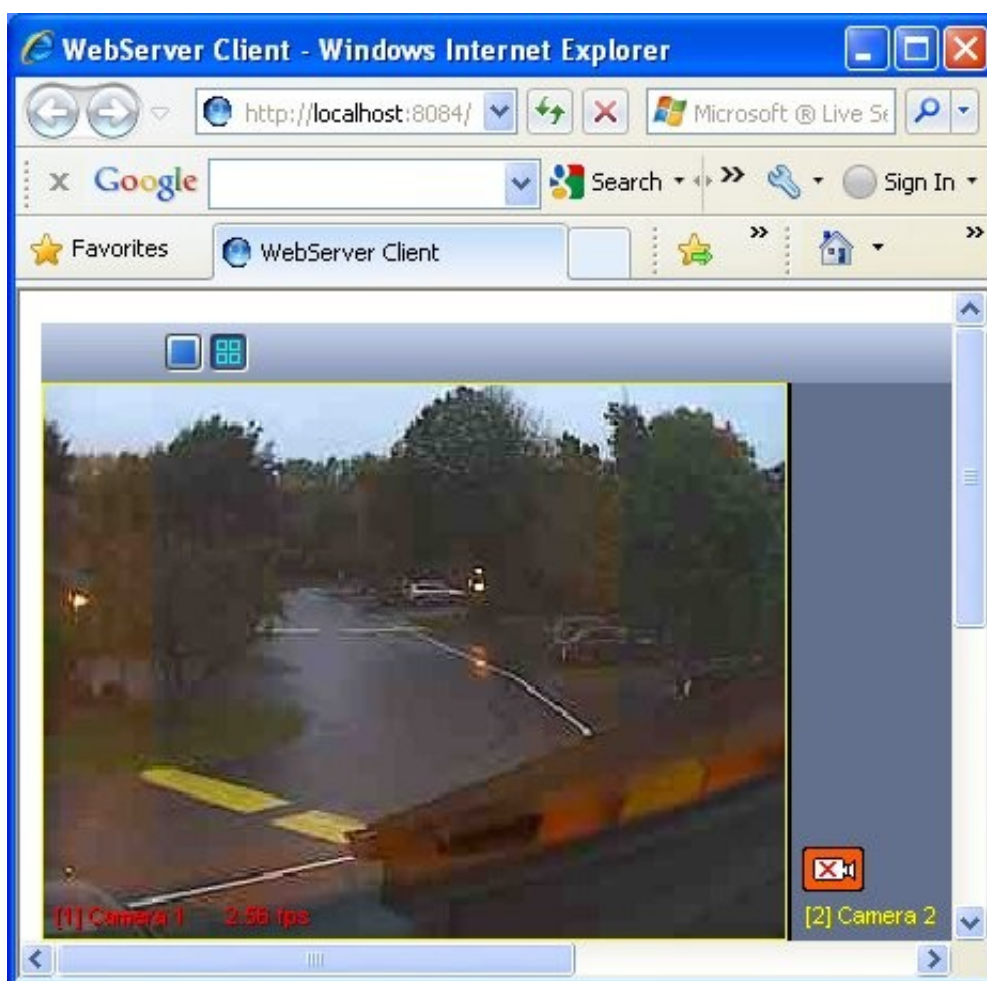 WebServer Client - Windows Internet Explorer
http://localhost:8084/ Microsoft ® Live Se
x Google Search Sign In
Favorites WebServer Client
[1] Camera 1 2.56 fps [2] Camera 2